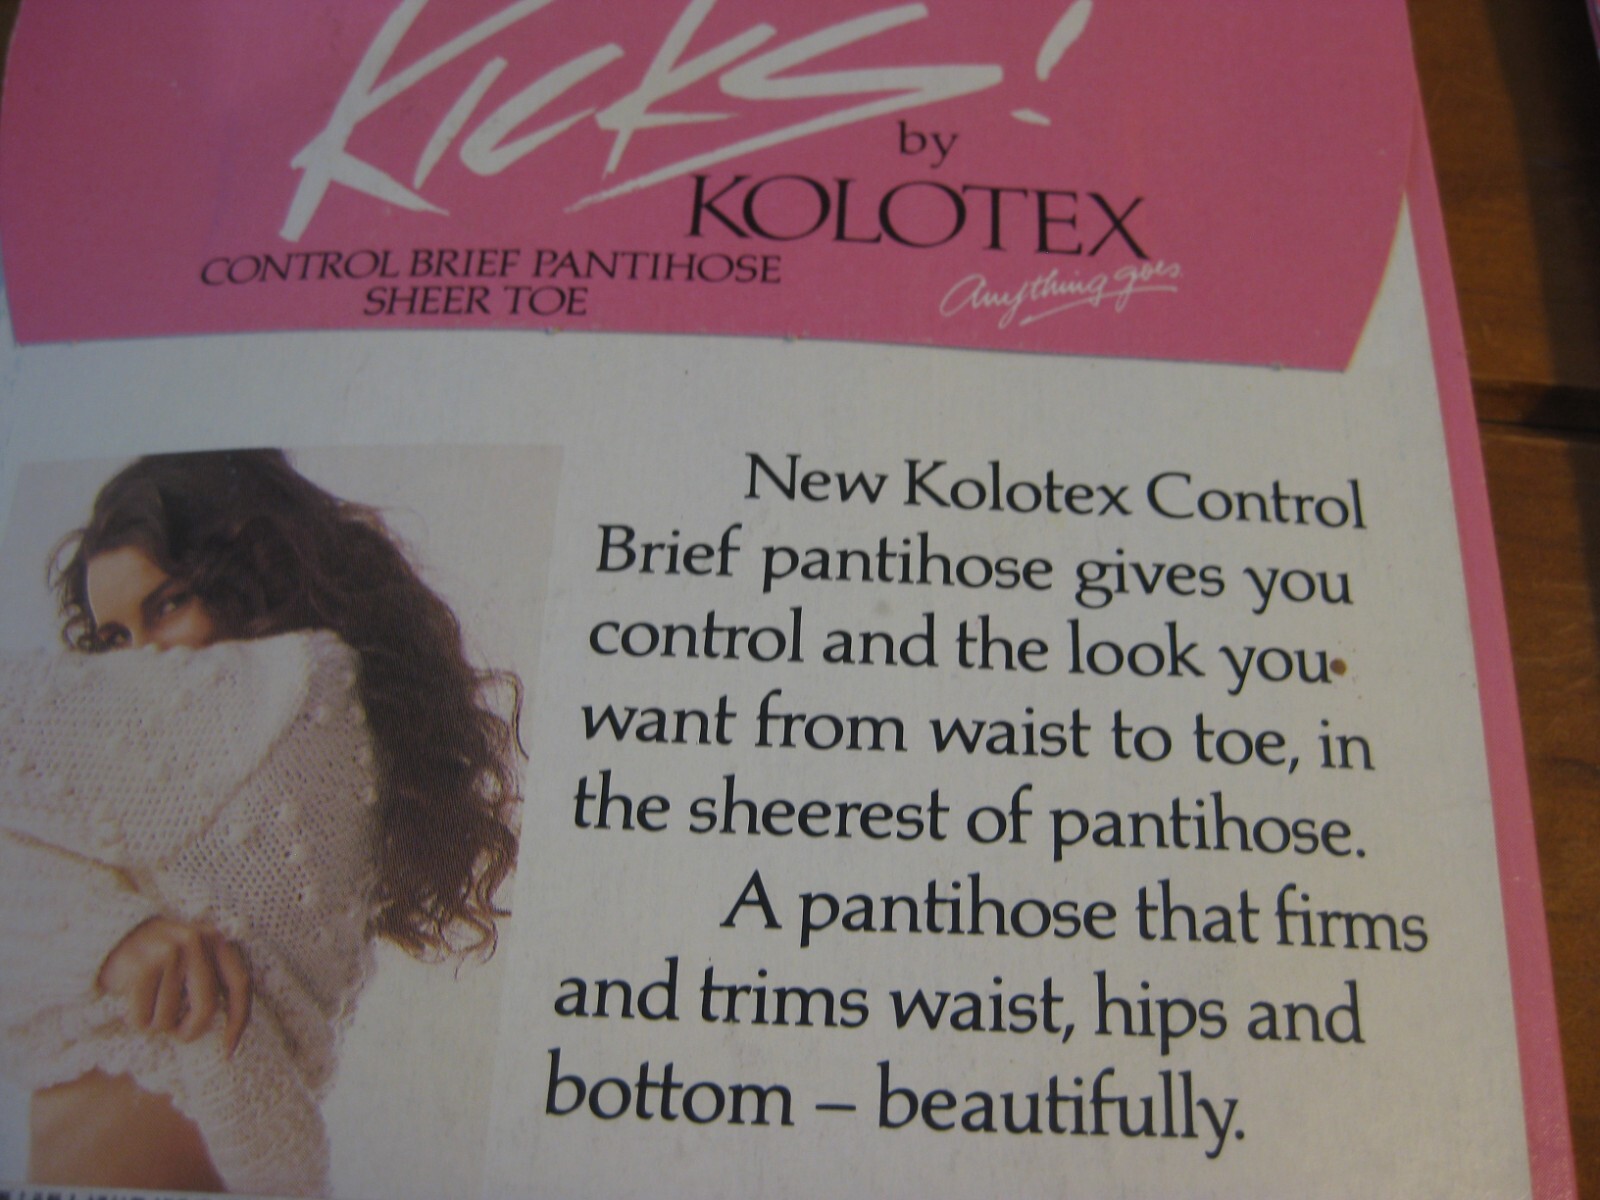 Kicks!
by
KOLOTEX
CONTROL BRIEF PANTIHOSE
SHEER TOE
Anything goes
New Kolotex Control
Brief pantihose gives you
control and the look you
want from waist to toe, in
the sheerest of pantihose.
A pantihose that firms
and trims waist, hips and
bottom – beautifully.